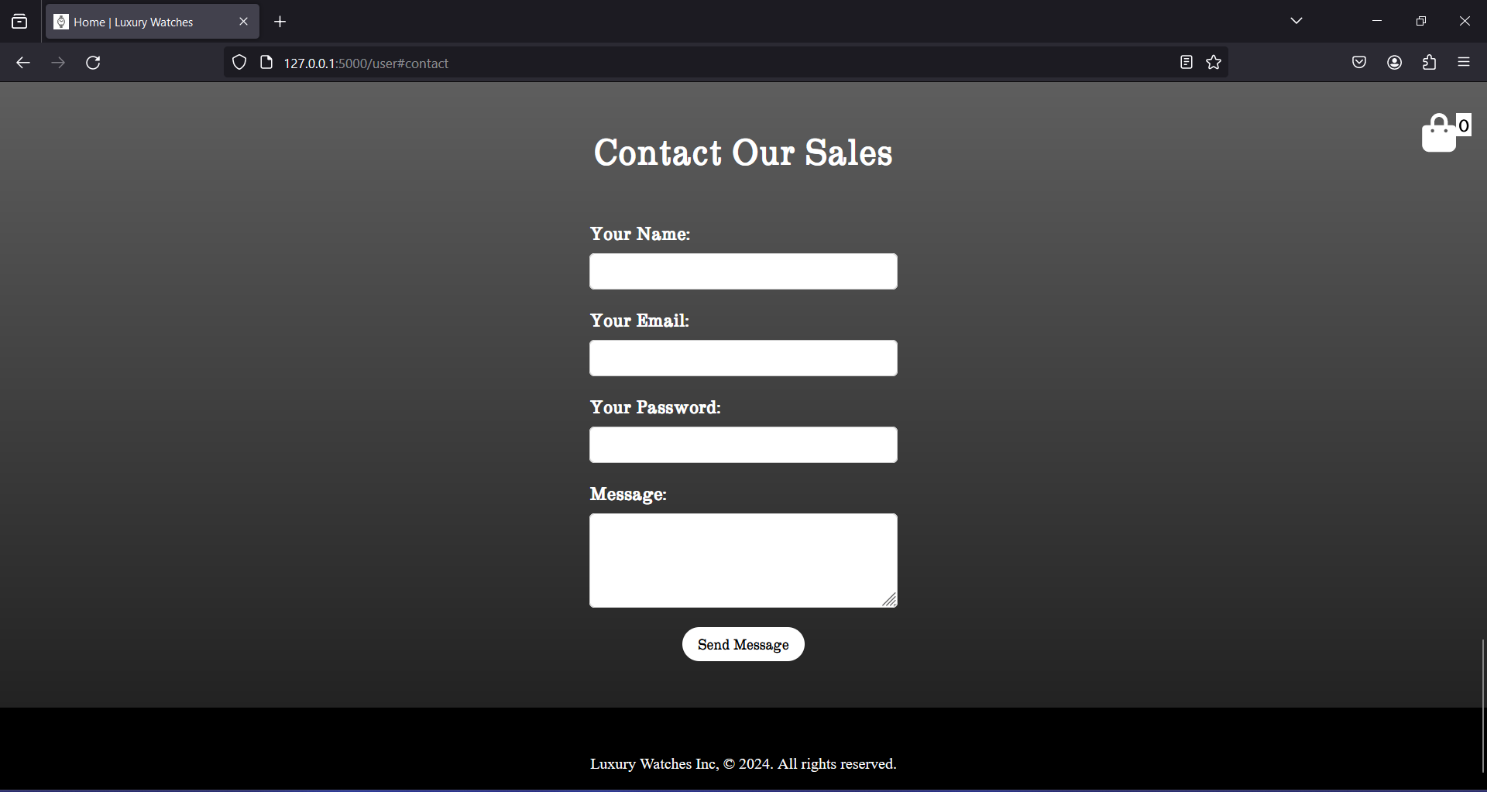 Home | Luxury Watches
127.0.0.1:5000/user#contact
0
Contact Our Sales
Your Name:
Your Email:
Your Password:
Message:
Send Message
Luxury Watches Inc, © 2024. All rights reserved.